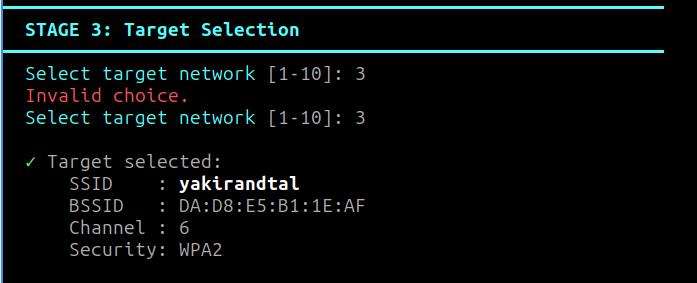 STAGE 3: Target Selection
Select target network [1-10]: 3
Invalid choice.
Select target network [1-10]: 3
✓ Target selected:
SSID : yakirandtal
BSSID : DA:D8:E5:B1:1E:AF
Channel : 6
Security: WPA2